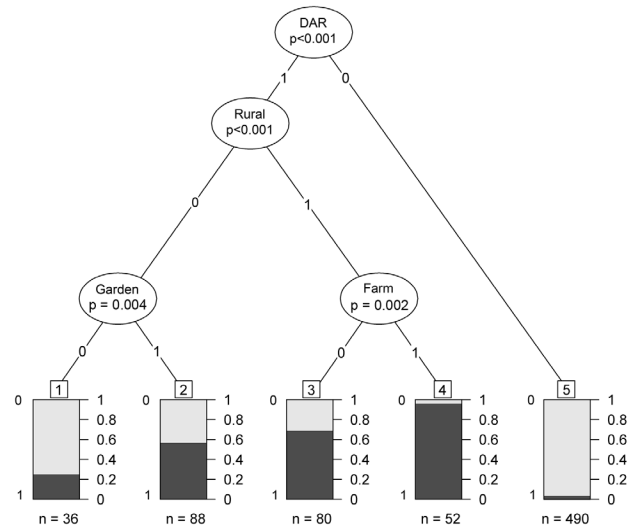 DAR
p<0.001
1
0
Rural
p<0.001
0
1
Garden
p = 0.004
Farm
p = 0.002
0
1
0
1
1
2
3
4
5
0 1 0 1 0 1 0 1 0 1
0.8 0.8 0.8 0.8 0.8
0.6 0.6 0.6 0.6 0.6
0.4 0.4 0.4 0.4 0.4
0.2 0.2 0.2 0.2 0.2
1 0 1 0 1 0 1 0 1 0
n = 36 n = 88 n = 80 n = 52 n = 490